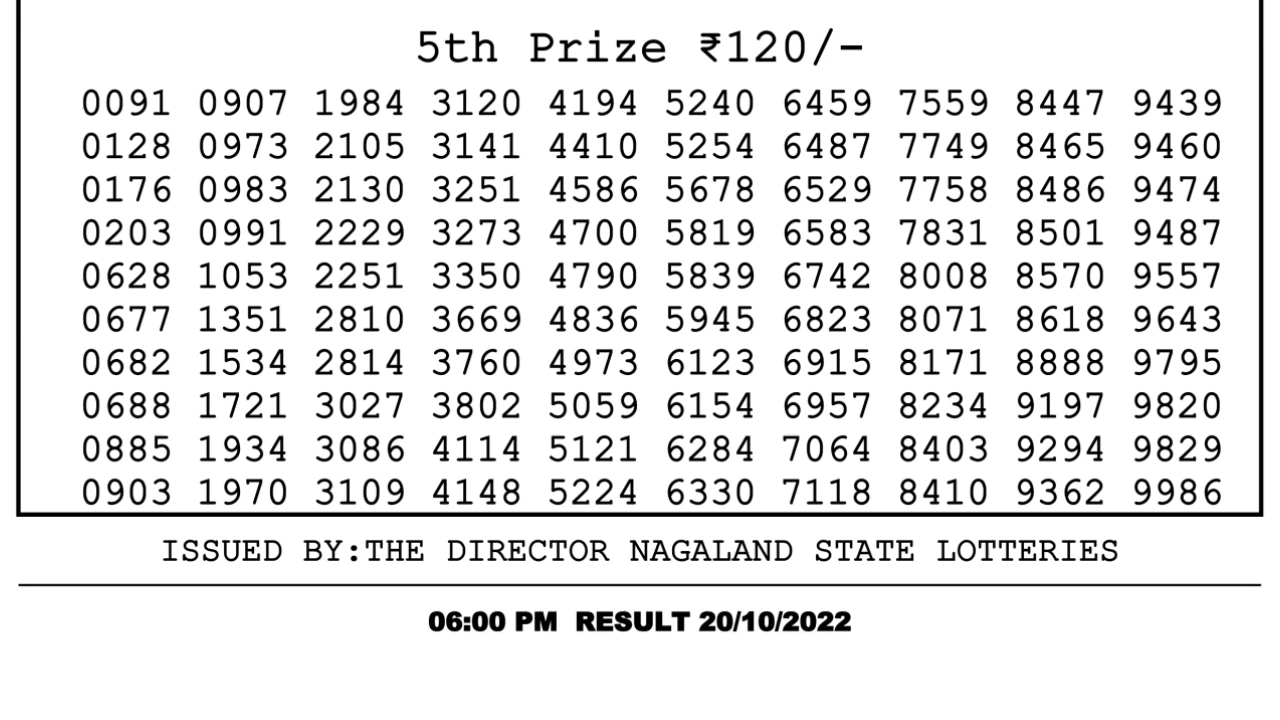 5th Prize ₹120/-
0091 0907 1984 3120 4194 5240 6459 7559 8447 9439
0128 0973 2105 3141 4410 5254 6487 7749 8465 9460
0176 0983 2130 3251 4586 5678 6529 7758 8486 9474
0203 0991 2229 3273 4700 5819 6583 7831 8501 9487
0628 1053 2251 3350 4790 5839 6742 8008 8570 9557
0677 1351 2810 3669 4836 5945 6823 8071 8618 9643
0682 1534 2814 3760 4973 6123 6915 8171 8888 9795
0688 1721 3027 3802 5059 6154 6957 8234 9197 9820
0885 1934 3086 4114 5121 6284 7064 8403 9294 9829
0903 1970 3109 4148 5224 6330 7118 8410 9362 9986
ISSUED BY:THE DIRECTOR NAGALAND STATE LOTTERIES
06:00 PM RESULT 20/10/2022